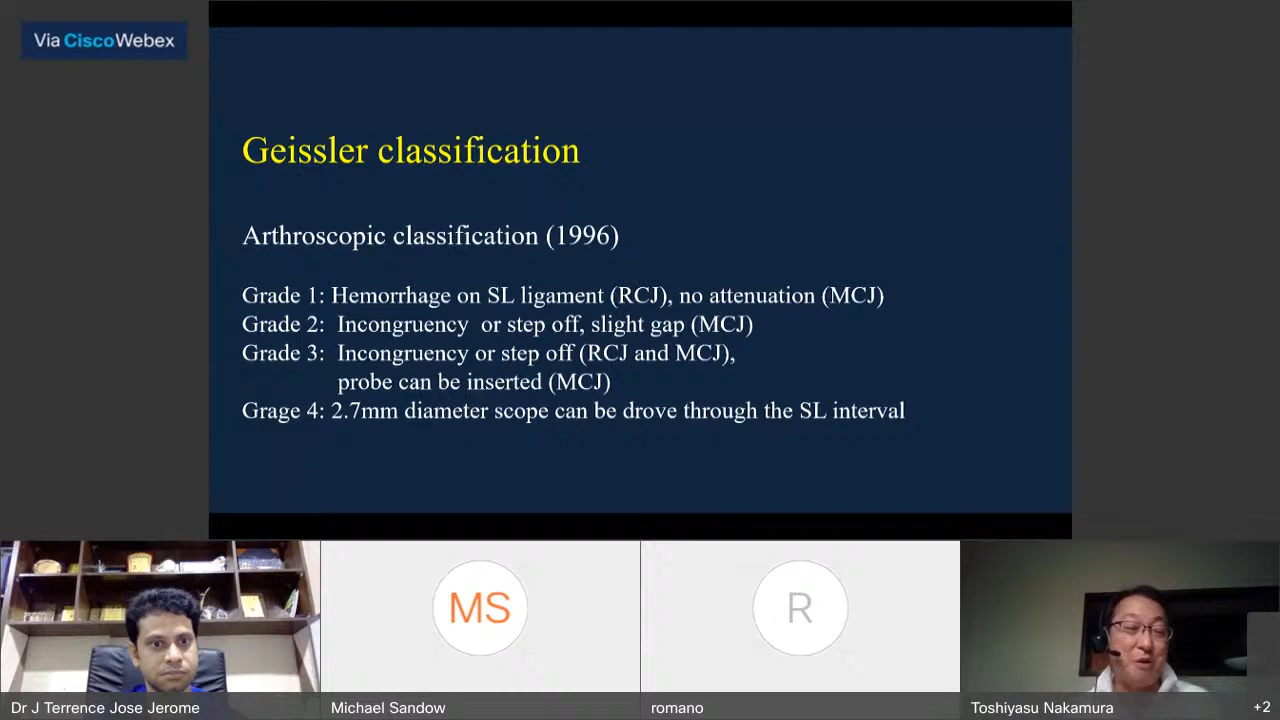 Via CiscoWebex
Geissler classification
Arthroscopic classification (1996)
Grade 1: Hemorrhage on SL ligament (RCJ), no attenuation (MCJ)
Grade 2: Incongruency or step off, slight gap (MCJ)
Grade 3: Incongruency or step off (RCJ and MCJ),
probe can be inserted (MCJ)
Grage 4: 2.7mm diameter scope can be drove through the SL interval
MS
R
Dr J Terrence Jose Jerome
Michael Sandow
romano
Toshiyasu Nakamura
+2